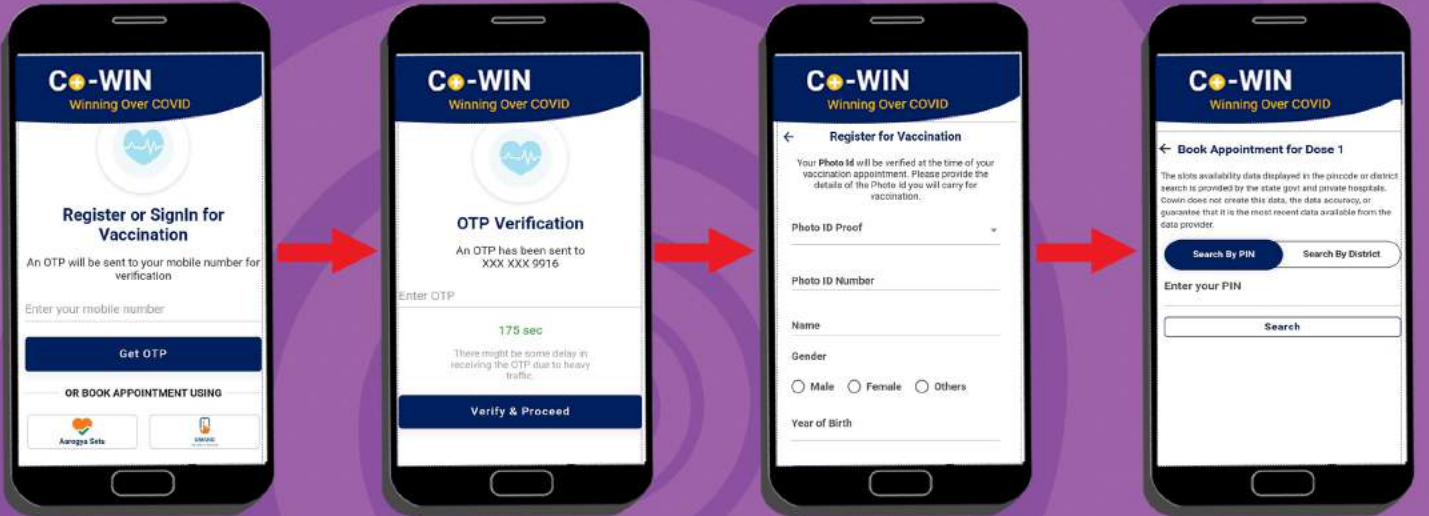 Co-WIN
Winning Over COVID
Register or SignIn for
Vaccination
An OTP will be sent to your mobile number for
verification
Enter your mobile number
Get OTP
OR BOOK APPOINTMENT USING
Aarogya Setu
Co-WIN
Winning Over COVID
OTP Verification
An OTP has been sent to
XXX XXX 9916
Enter OTP
175 sec
There might be some delay in
receiving the OTP due to heavy
traffic.
Verify & Proceed
Co-WIN
Winning Over COVID
← Register for Vaccination
Your Photo Id will be verified at the time of your
vaccination appointment. Please provide the
details of the Photo id you will carry for
vaccination.
Photo ID Proof
Photo ID Number
Name
Gender
Male Female Others
Year of Birth
Co-WIN
Winning Over COVID
← Book Appointment for Dose 1
The slots availability data displayed in the pincode or district
search is provided by the state govt and private hospitals.
Cowin does not create this data, the data accuracy, or
guarantee that it is the most recent data available from the
data provider.
Search By PIN Search By District
Enter your PIN
Search